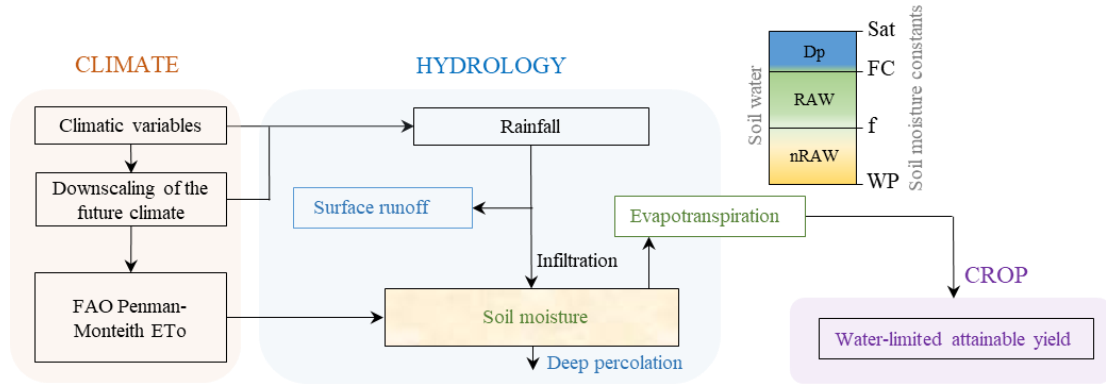 CLIMATE
Climatic variables
Downscaling of the
future climate
FAO Penman-
Monteith ETo
HYDROLOGY
Rainfall
Surface runoff
Infiltration
Soil moisture
Deep percolation
Evapotranspiration
Soil water
Dp
RAW
nRAW
Sat
FC
f
WP
Soil moisture constants
CROP
Water-limited attainable yield